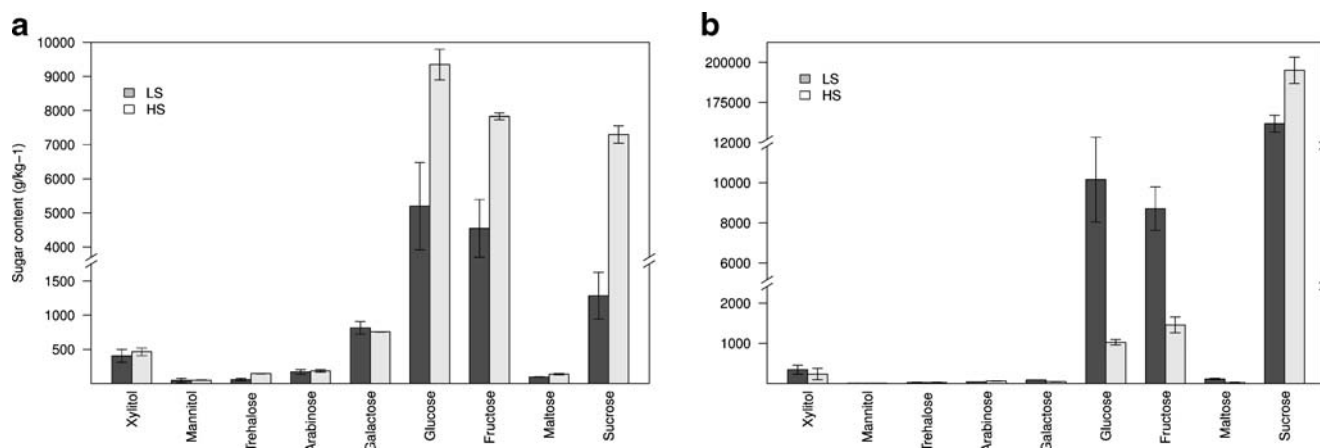 a
Sugar content (g/kg−1)
10000
9000
8000
7000
6000
5000
4000
1500
1000
500
LS
HS
Xylitol
Mannitol
Trehalose
Arabinose
Galactose
Glucose
Fructose
Maltose
Sucrose
b
200000
175000
12000
10000
8000
6000
2000
1000
LS
HS
Xylitol
Mannitol
Trehalose
Arabinose
Galactose
Glucose
Fructose
Maltose
Sucrose